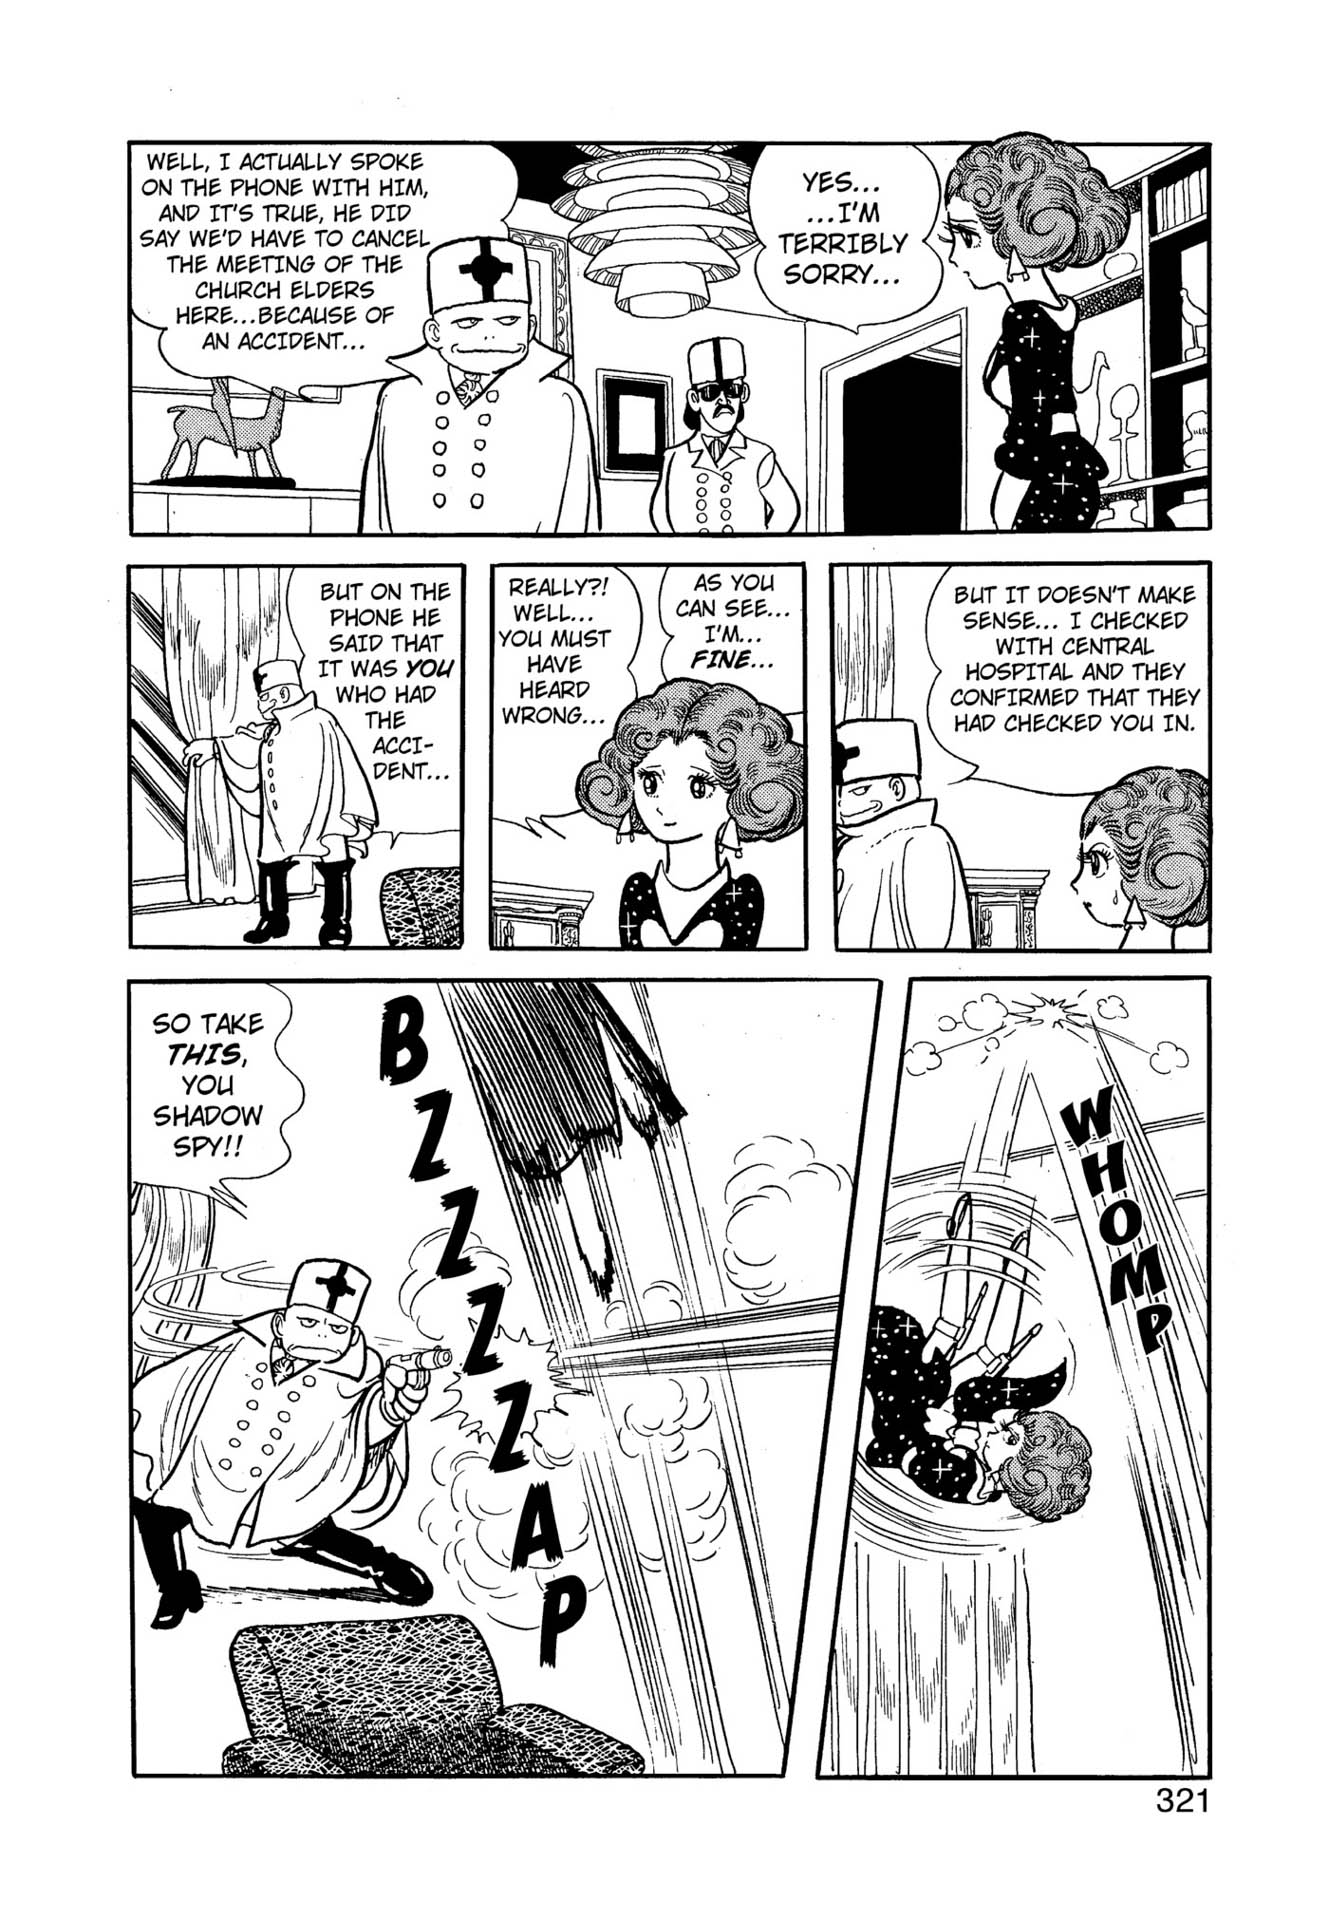 WELL, I ACTUALLY SPOKE
ON THE PHONE WITH HIM,
AND IT'S TRUE, HE DID
SAY WE'D HAVE TO CANCEL
THE MEETING OF THE
CHURCH ELDERS
HERE...BECAUSE OF
AN ACCIDENT...
YES...
...I'M
TERRIBLY
SORRY...
BUT ON THE
PHONE HE
SAID THAT
IT WAS YOU
WHO HAD
THE
ACCI-
DENT...
REALLY?!
WELL...
YOU MUST
HAVE
HEARD
WRONG...
AS YOU
CAN SEE...
I'M...
FINE...
BUT IT DOESN'T MAKE
SENSE... I CHECKED
WITH CENTRAL
HOSPITAL AND THEY
CONFIRMED THAT THEY
HAD CHECKED YOU IN.
SO TAKE
THIS,
YOU
SHADOW
SPY!!
BZZZZZAP
WHOMP
321